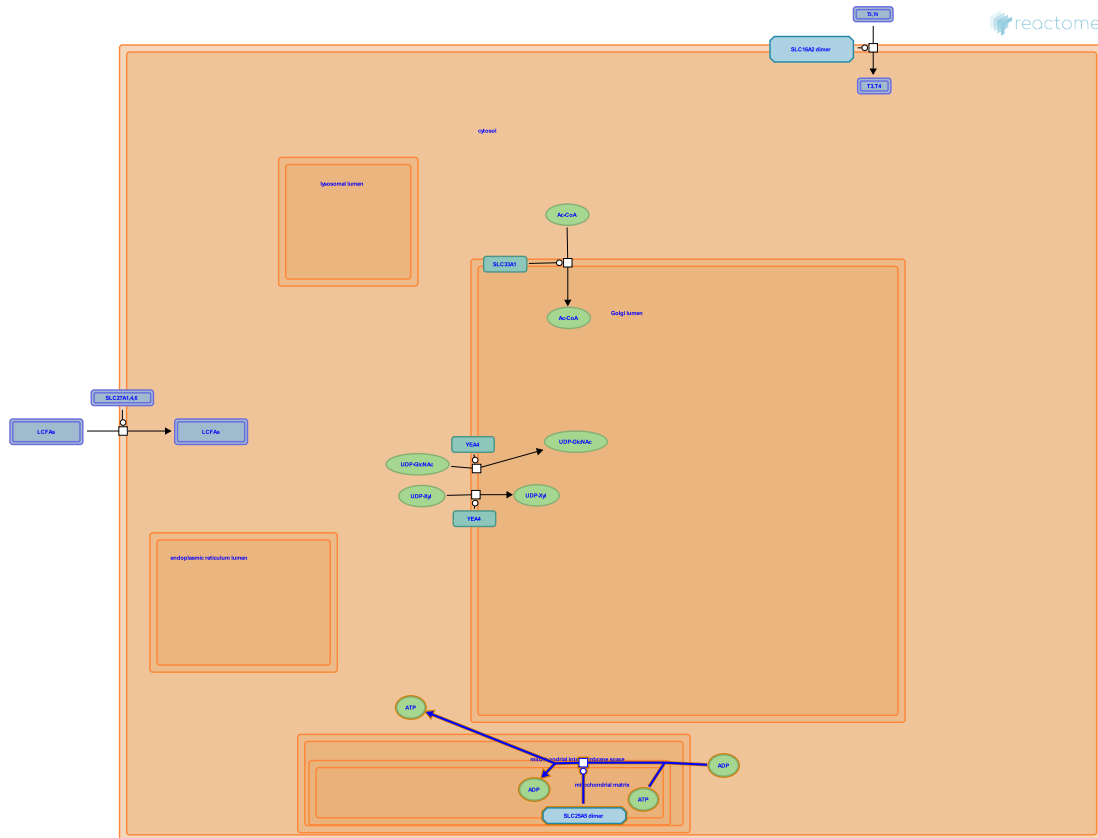 T3,T4
reactome
SLC16A2 dimer
T3,T4
cytosol
lysosomal lumen
Ac-CoA
SLC33A1
Ac-CoA
Golgi lumen
SLC27A1,4,6
LCFAs
LCFAs
YEA4
UDP-GlcNAc
UDP-GlcNAc
UDP-Xyl
UDP-Xyl
YEA4
endoplasmic reticulum lumen
ATP
mitochondrial intermembrane space
ADP
ADP
mitochondrial matrix
ATP
SLC25A5 dimer